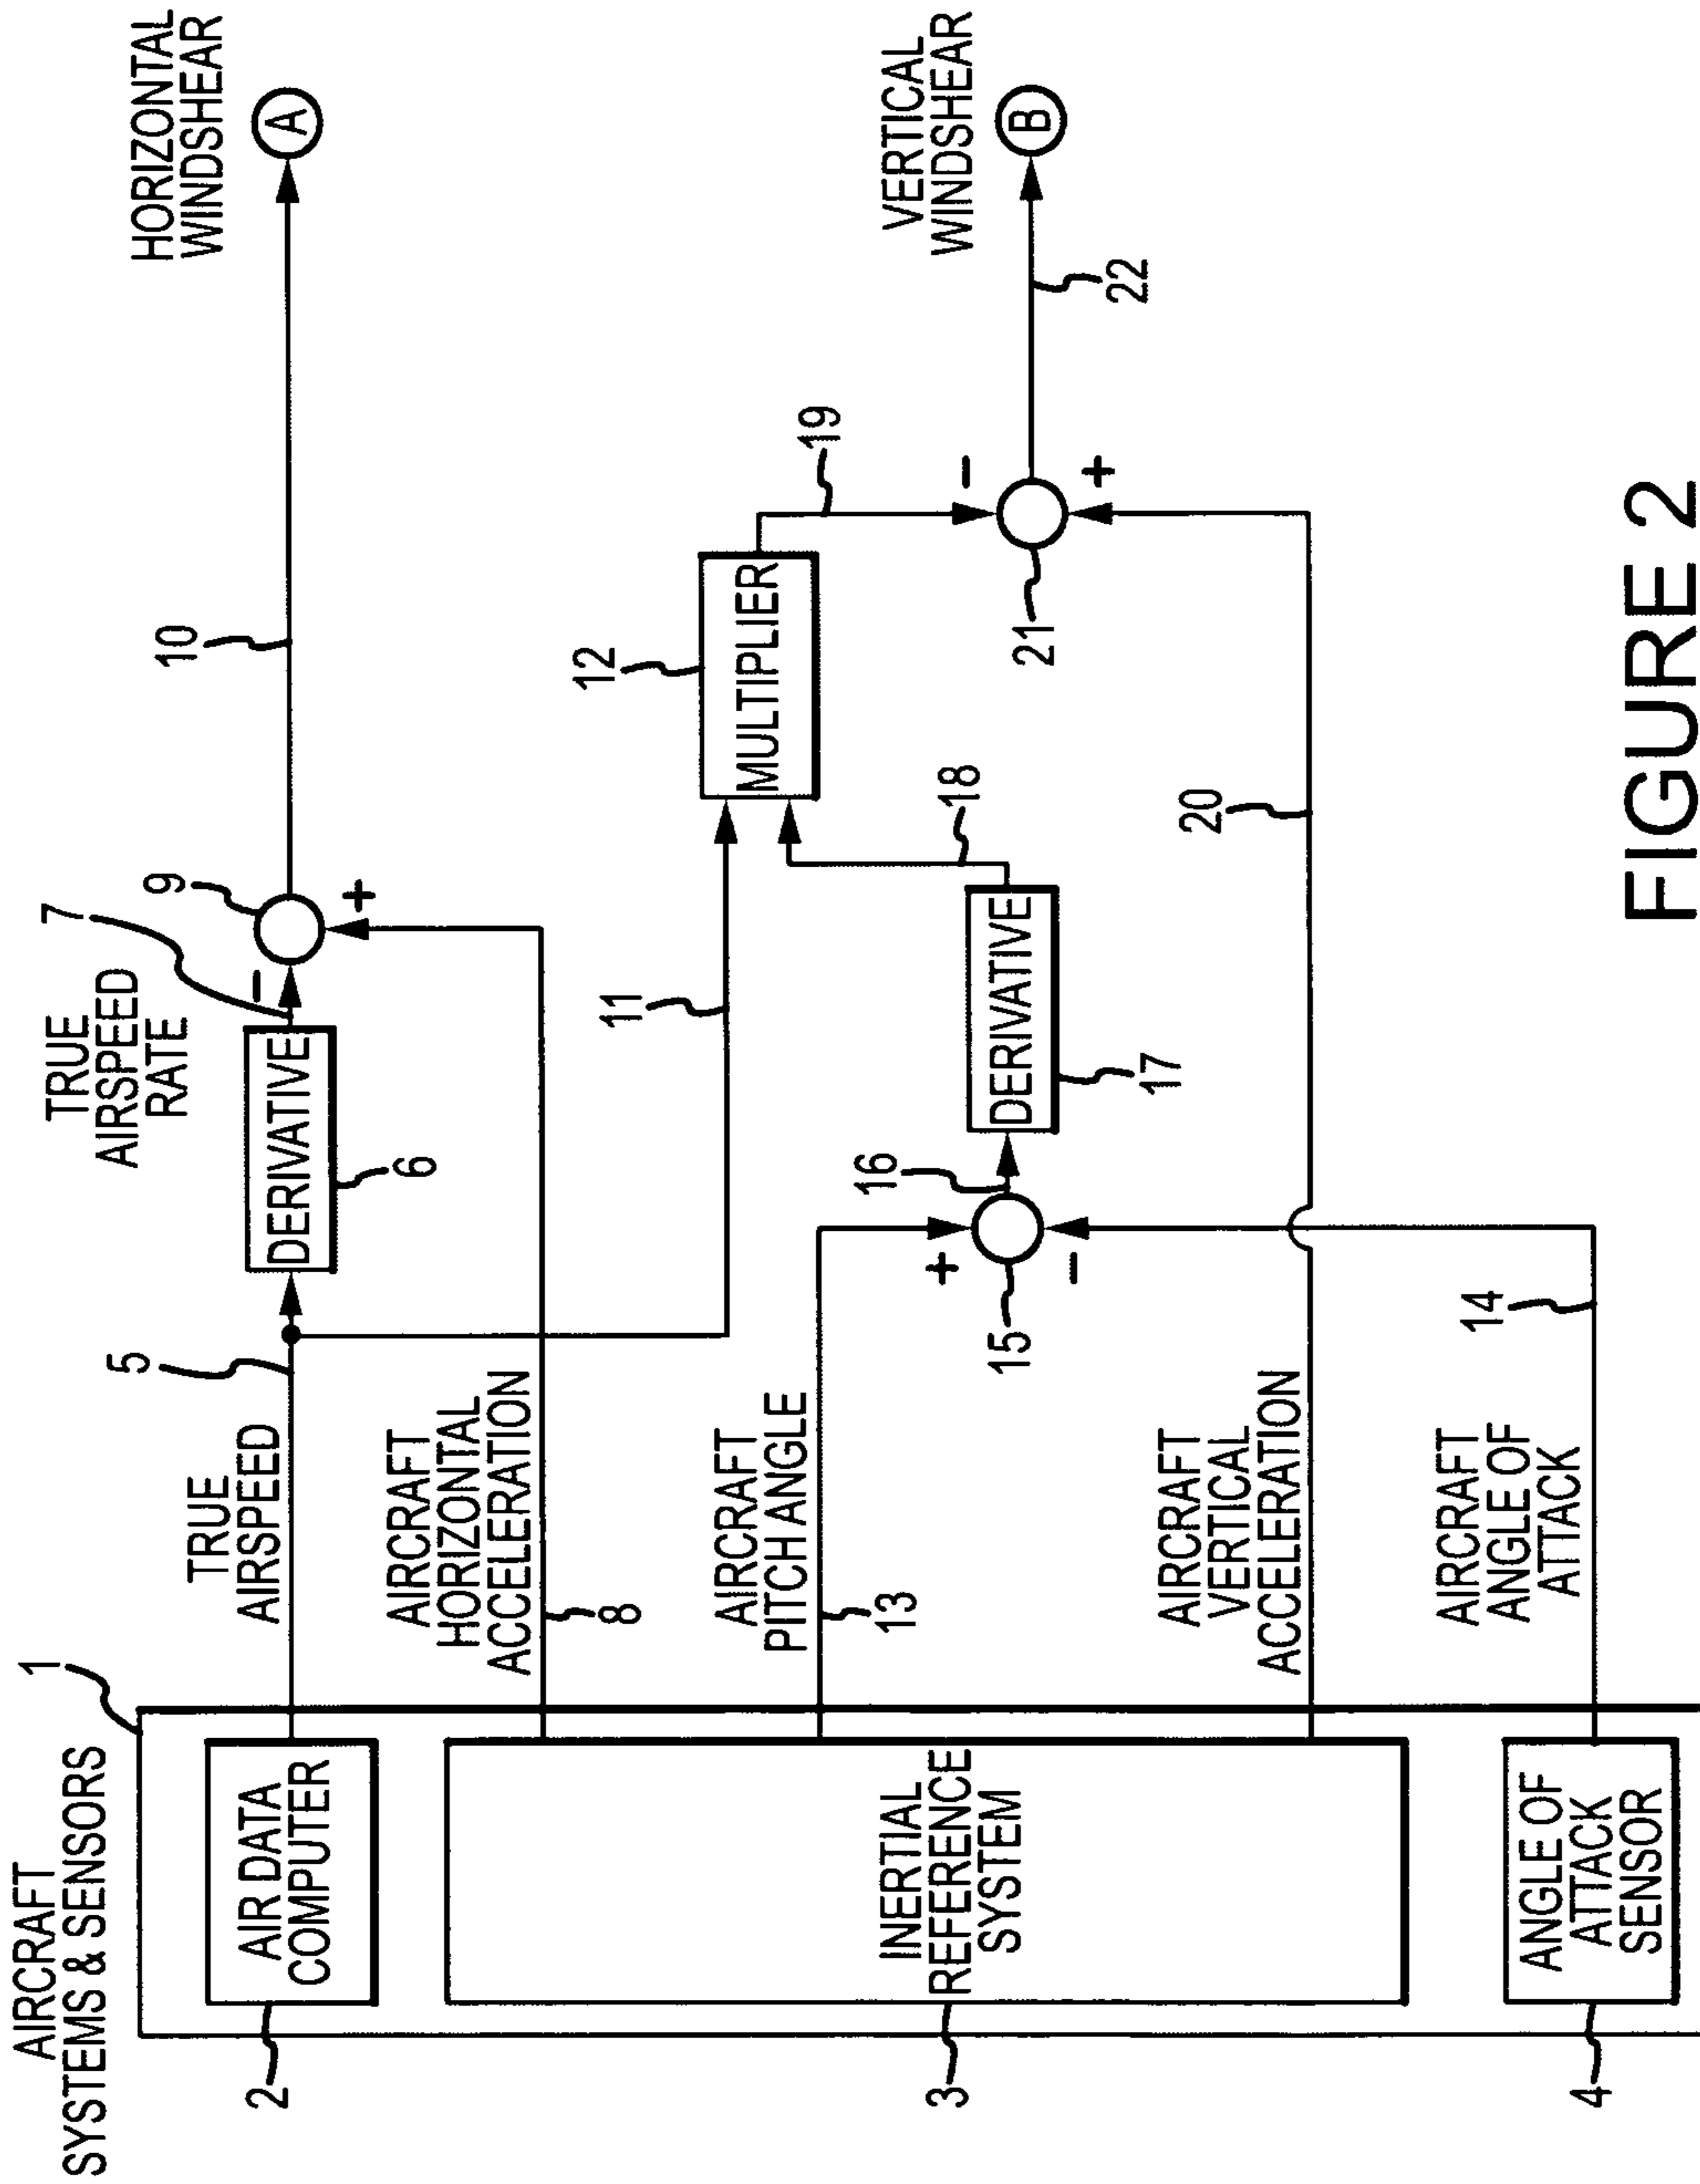 AIRCRAFT
SYSTEMS & SENSORS
1
AIR DATA
COMPUTER
2
INERTIAL
REFERENCE
SYSTEM
3
ANGLE OF
ATTACK
SENSOR
4
TRUE
AIRSPEED
5
DERIVATIVE
6
TRUE
AIRSPEED
RATE
7
−
+
9
10
HORIZONTAL
WINDSHEAR
A
AIRCRAFT
HORIZONTAL
ACCELERATION
8
11
MULTIPLIER
12
AIRCRAFT
PITCH ANGLE
13
+
−
15
16
DERIVATIVE
17
18
19
−
+
21
22
VERTICAL
WINDSHEAR
B
AIRCRAFT
VERTICAL
ACCELERATION
20
AIRCRAFT
ANGLE OF
ATTACK
14
FIGURE 2